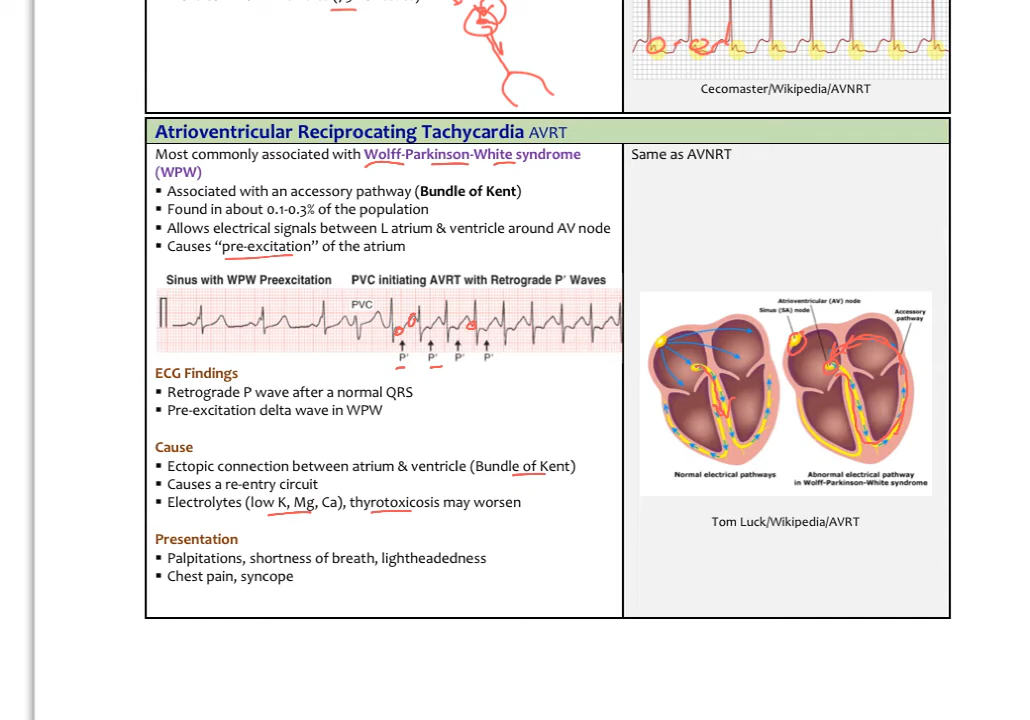 Cecomaster/Wikipedia/AVNRT
Atrioventricular Reciprocating Tachycardia AVRT
Most commonly associated with Wolff-Parkinson-White syndrome
(WPW)
▪ Associated with an accessory pathway (Bundle of Kent)
▪ Found in about 0.1-0.3% of the population
▪ Allows electrical signals between L atrium & ventricle around AV node
▪ Causes “pre-excitation” of the atrium
Sinus with WPW Preexcitation PVC initiating AVRT with Retrograde P' Waves
PVC
P' P' P' P'
ECG Findings
▪ Retrograde P wave after a normal QRS
▪ Pre-excitation delta wave in WPW
Cause
▪ Ectopic connection between atrium & ventricle (Bundle of Kent)
▪ Causes a re-entry circuit
▪ Electrolytes (low K, Mg, Ca), thyrotoxicosis may worsen
Presentation
▪ Palpitations, shortness of breath, lightheadedness
▪ Chest pain, syncope
Same as AVNRT
Atrioventricular (AV) node
Sinus (SA) node
Accessory
pathway
Normal electrical pathways
Abnormal electrical pathway
in Wolff-Parkinson-White syndrome
Tom Luck/Wikipedia/AVRT